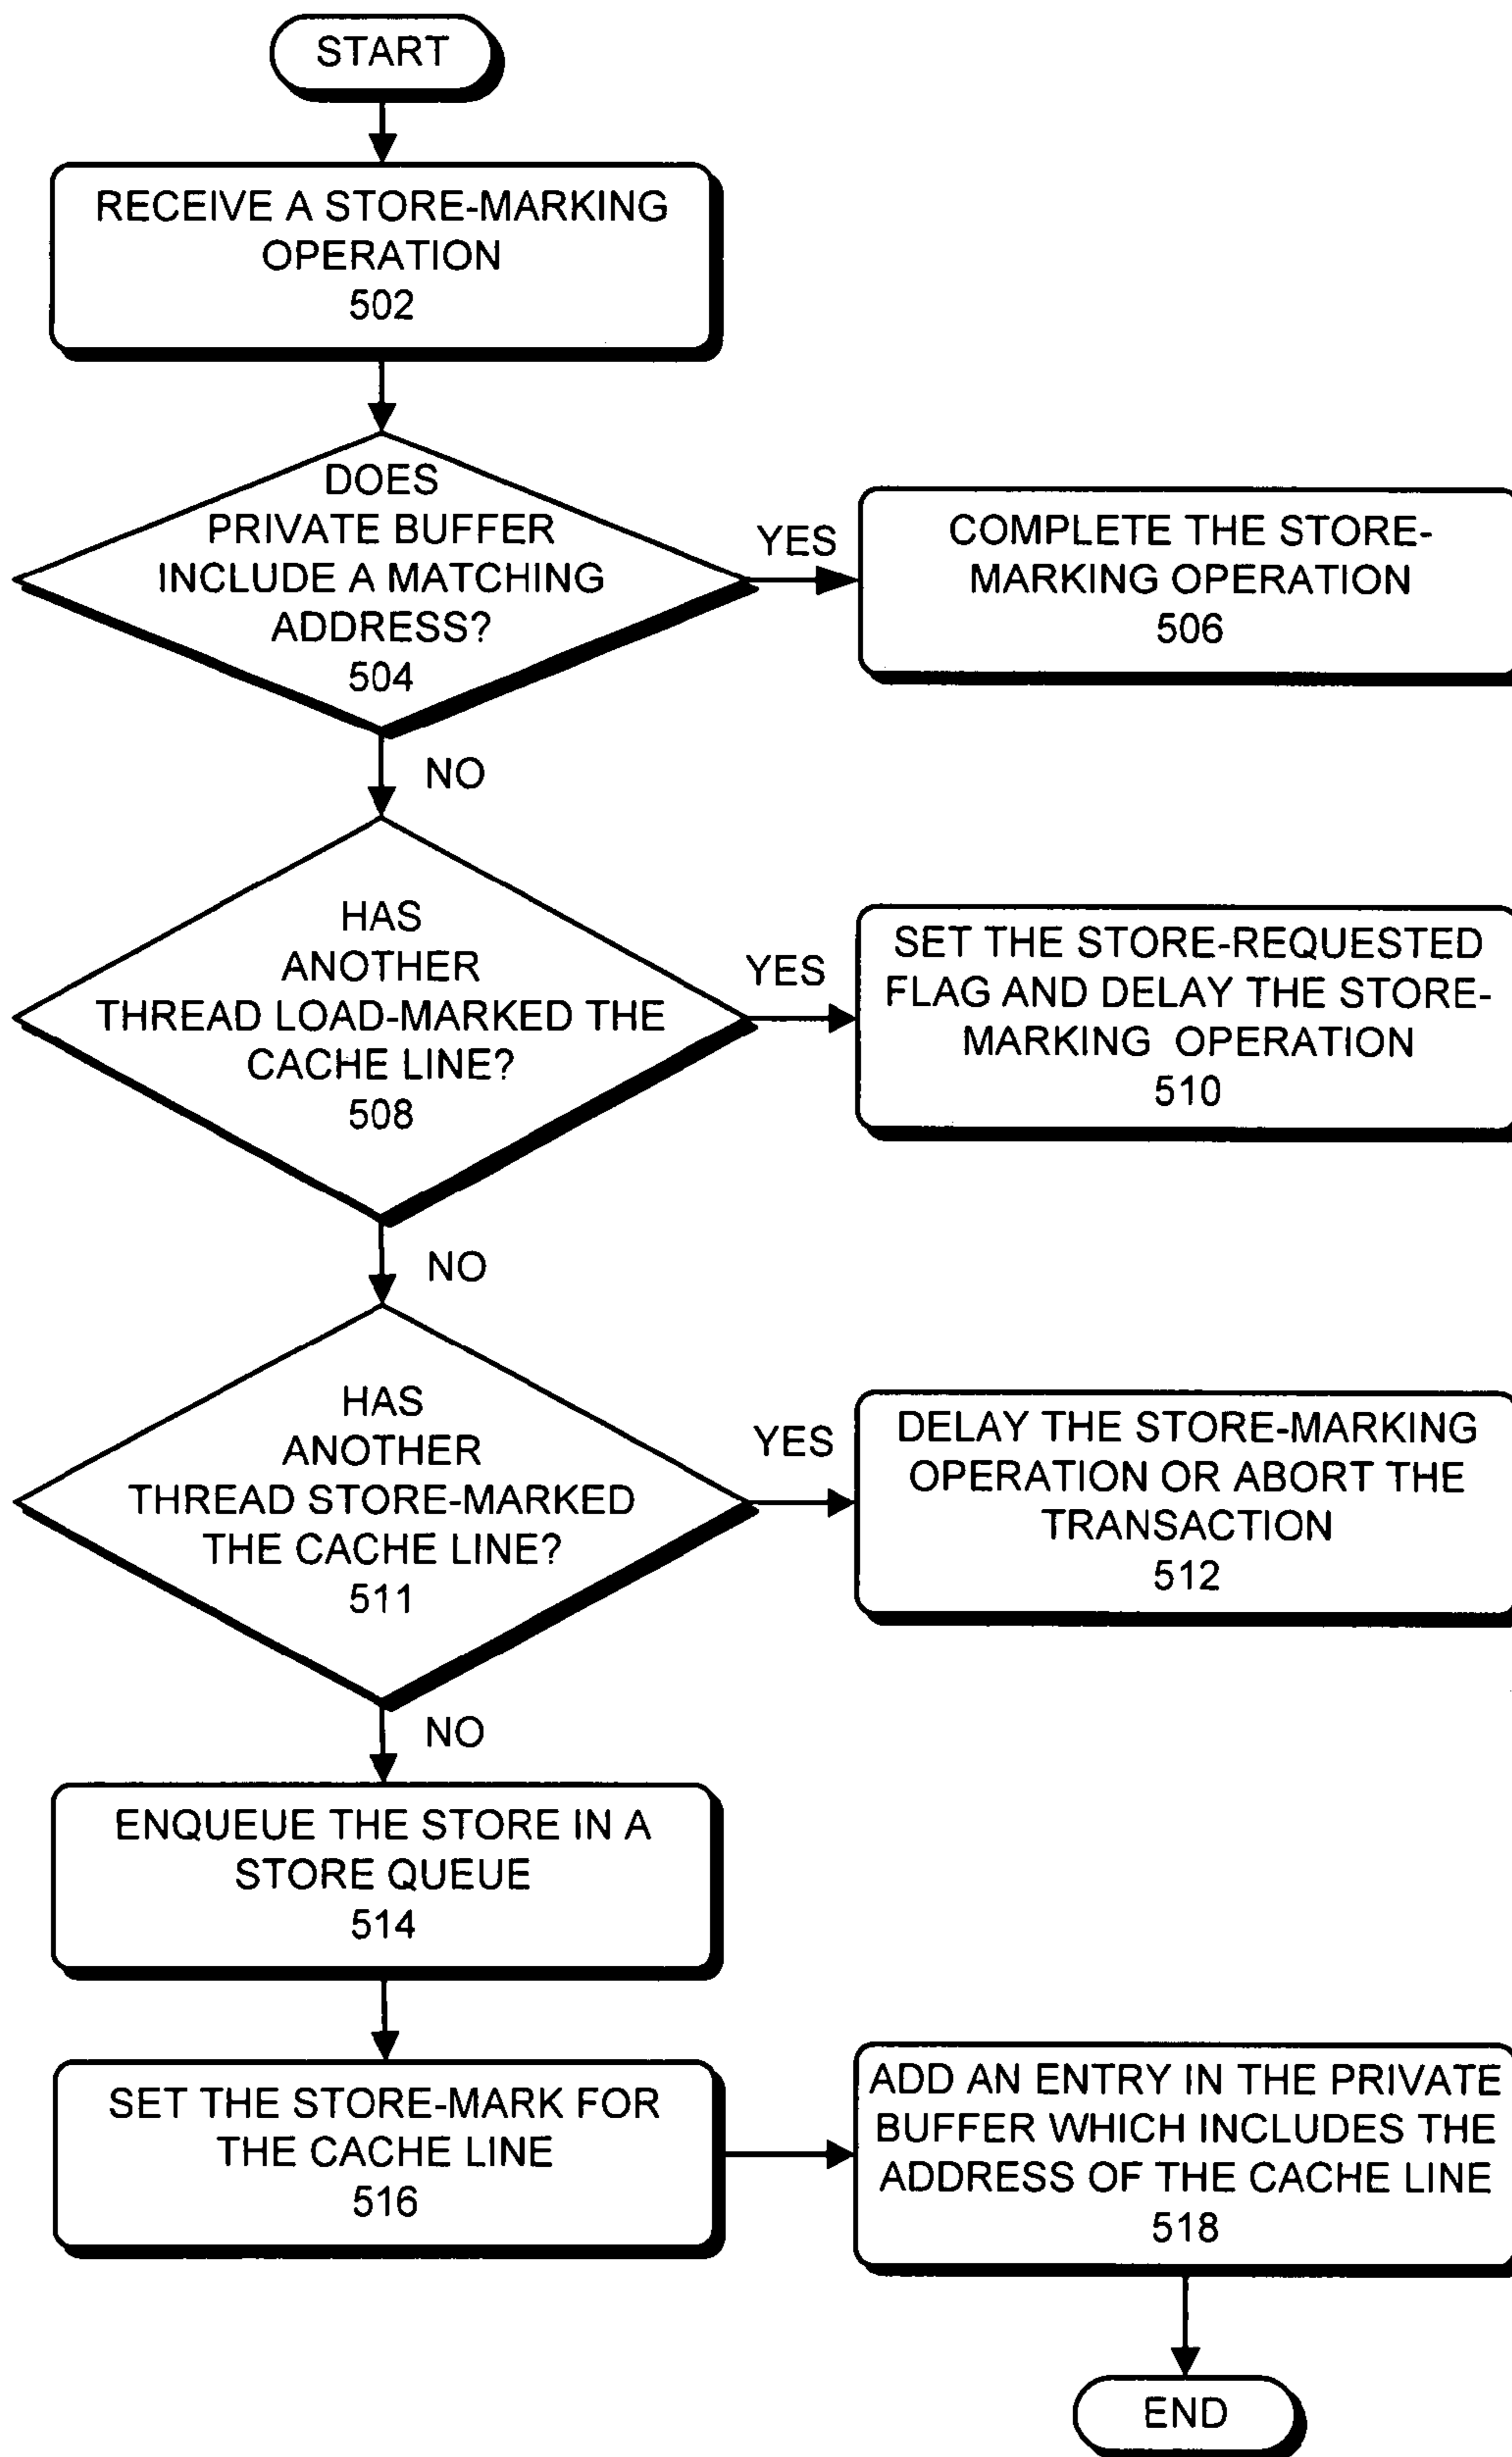 START
RECEIVE A STORE-MARKING
OPERATION
502
DOES
PRIVATE BUFFER
INCLUDE A MATCHING
ADDRESS?
504
YES
COMPLETE THE STORE-
MARKING OPERATION
506
NO
HAS
ANOTHER
THREAD LOAD-MARKED THE
CACHE LINE?
508
YES
SET THE STORE-REQUESTED
FLAG AND DELAY THE STORE-
MARKING OPERATION
510
NO
HAS
ANOTHER
THREAD STORE-MARKED
THE CACHE LINE?
511
YES
DELAY THE STORE-MARKING
OPERATION OR ABORT THE
TRANSACTION
512
NO
ENQUEUE THE STORE IN A
STORE QUEUE
514
SET THE STORE-MARK FOR
THE CACHE LINE
516
ADD AN ENTRY IN THE PRIVATE
BUFFER WHICH INCLUDES THE
ADDRESS OF THE CACHE LINE
518
END